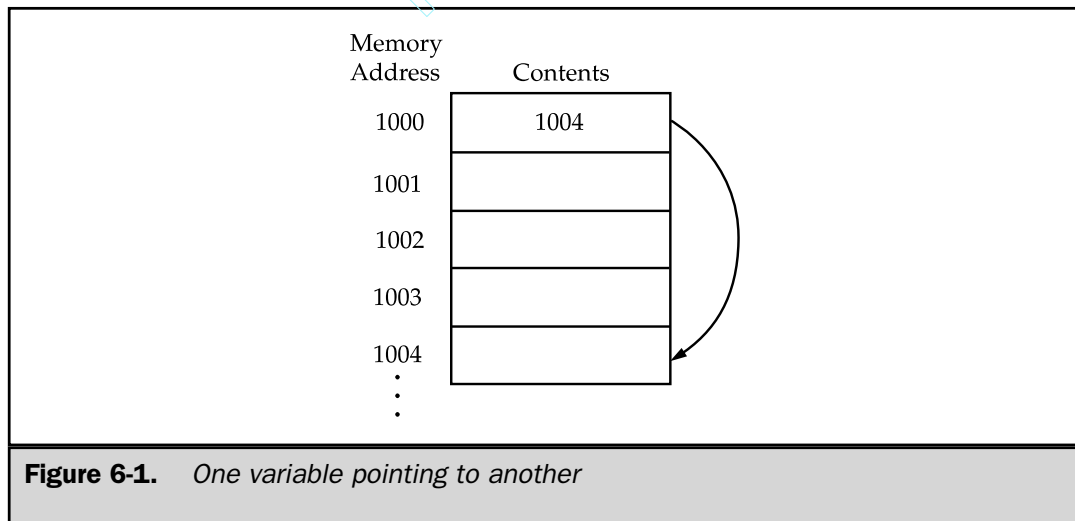 Memory
Address
Contents
1000
1004
1001
1002
1003
1004
Figure 6-1. One variable pointing to another